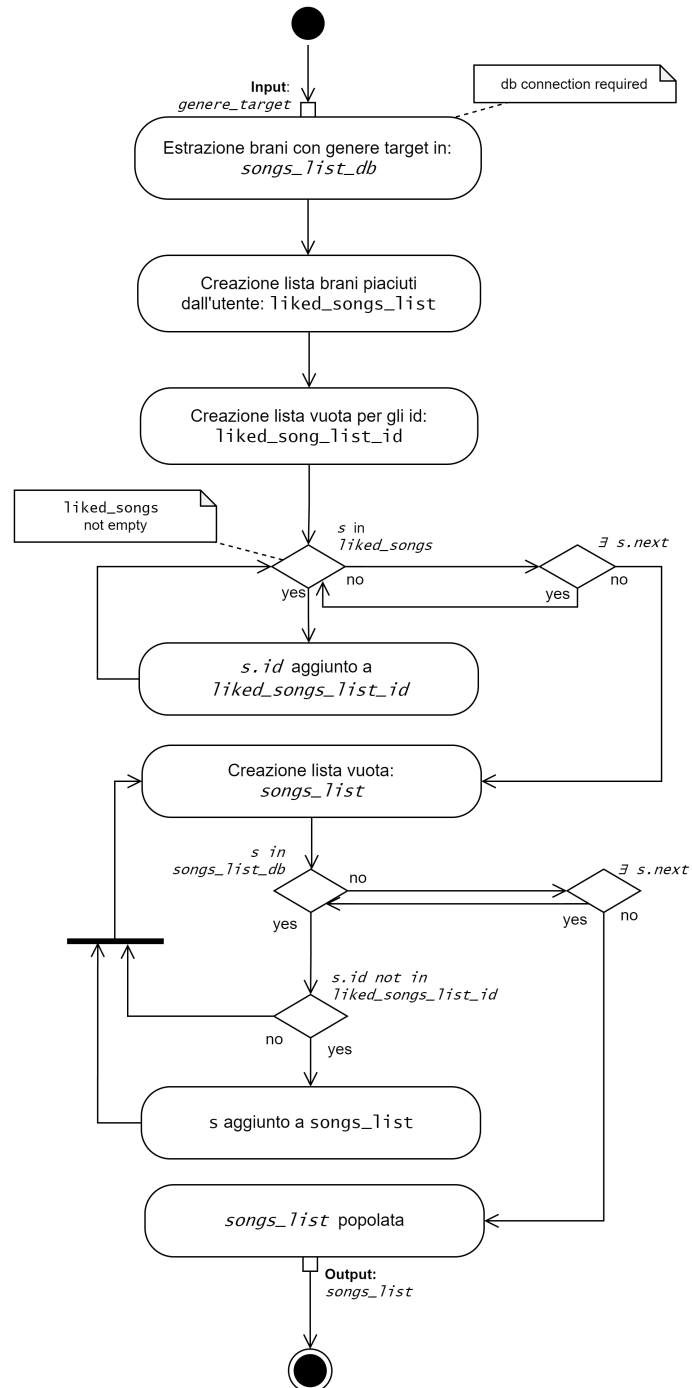 Input:
genere_target
db connection required
Estrazione brani con genere target in:
songs_list_db
Creazione lista brani piaciuti
dall'utente: liked_songs_list
Creazione lista vuota per gli id:
liked_song_list_id
liked_songs
not empty
s in
liked_songs
∃ s.next
no
no
yes
yes
s.id aggiunto a
liked_songs_list_id
Creazione lista vuota:
songs_list
s in
songs_list_db
∃ s.next
no
yes
yes
no
s.id not in
liked_songs_list_id
no
yes
s aggiunto a songs_list
songs_list popolata
Output:
songs_list